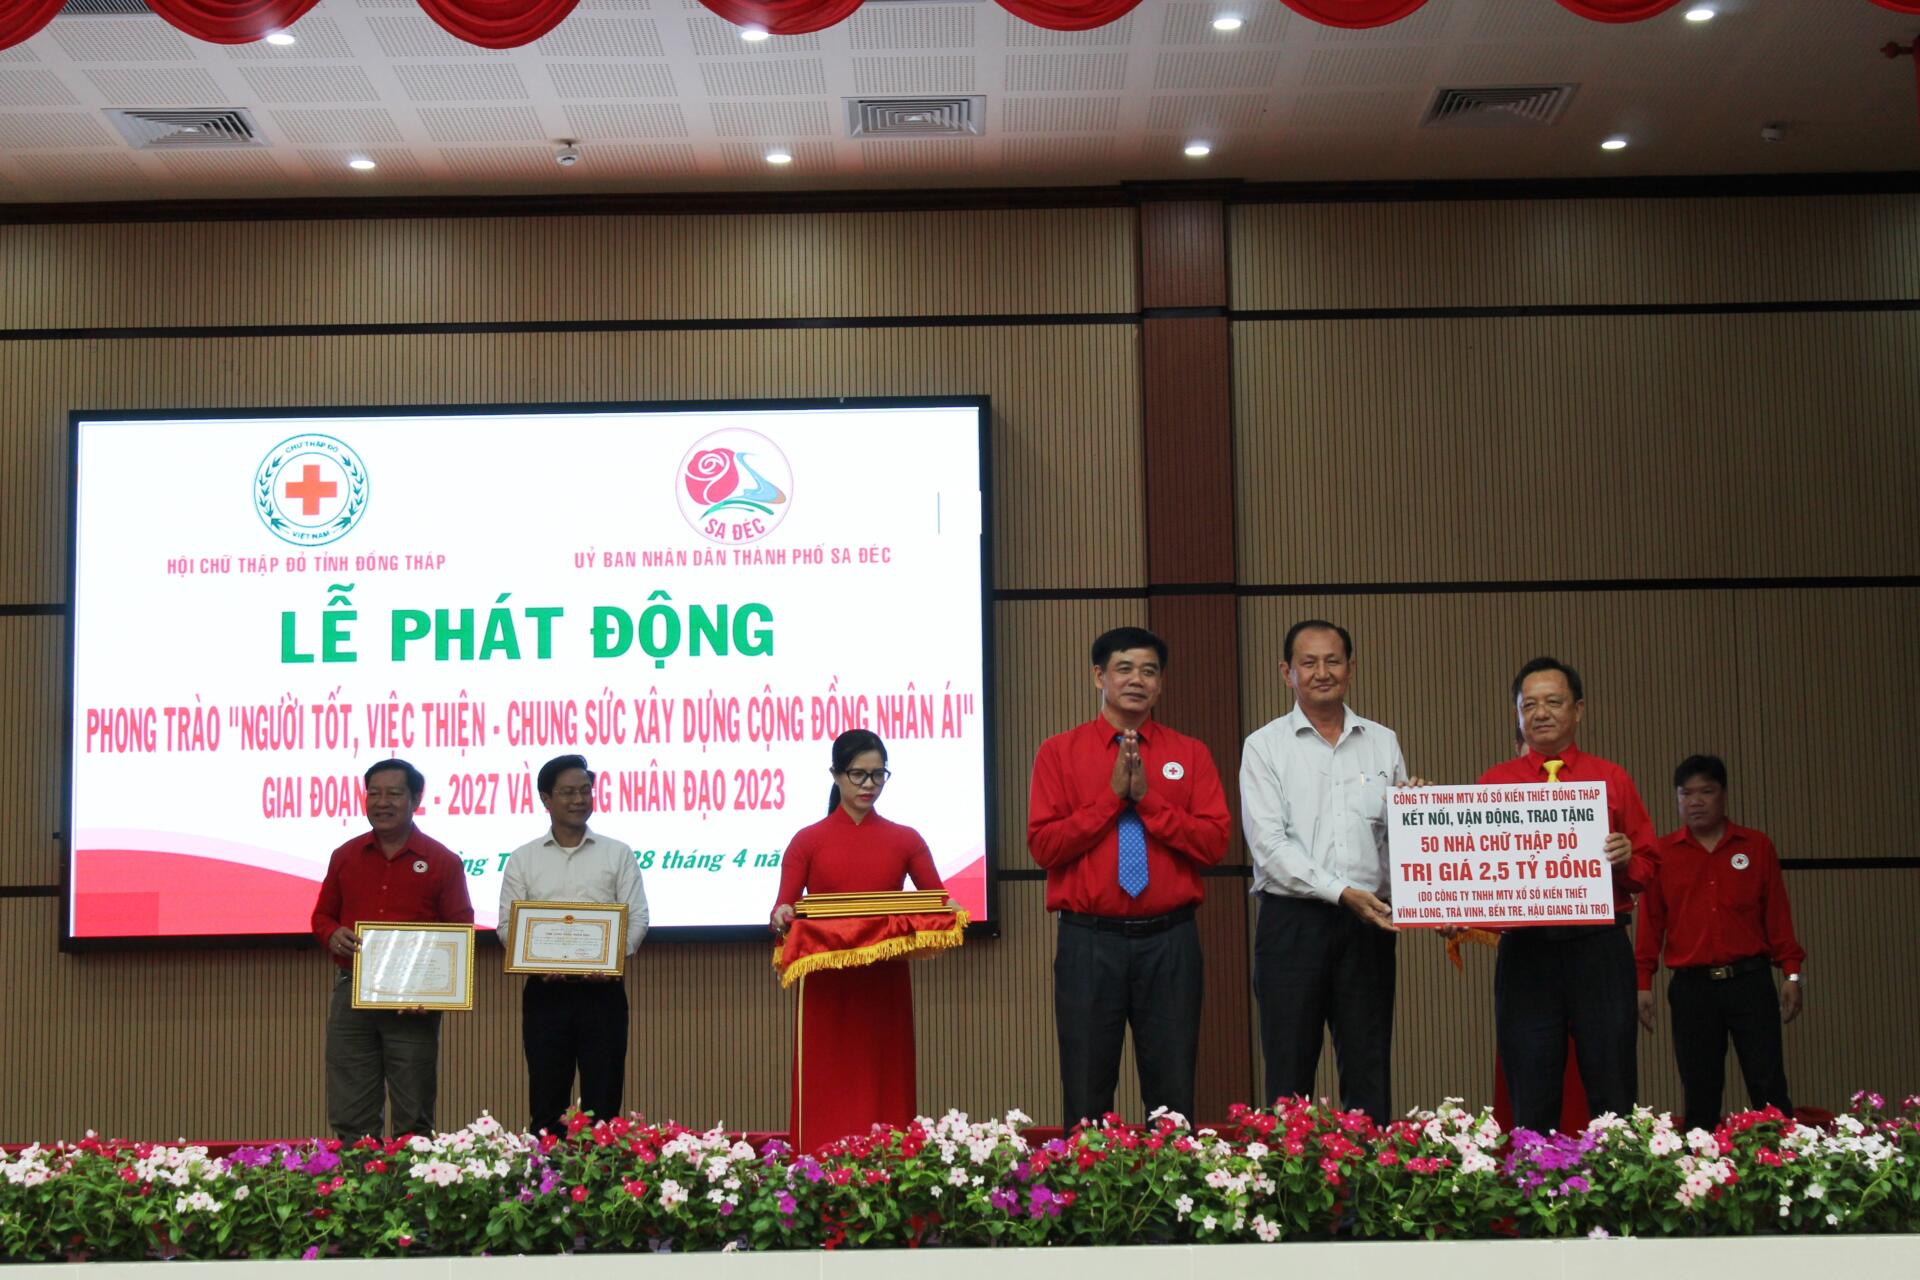 CHỮ THẬP ĐỎ
VIỆT NAM
SA ĐÉC
HỘI CHỮ THẬP ĐỎ TỈNH ĐỒNG THÁP
UỶ BAN NHÂN DÂN THÀNH PHỐ SA ĐÉC
LỄ PHÁT ĐỘNG
PHONG TRÀO "NGƯỜI TỐT, VIỆC THIỆN - CHUNG SỨC XÂY DỰNG CỘNG ĐỒNG NHÂN ÁI"
GIAI ĐOẠN - 2027 VÀ NHÂN ĐẠO 2023
28 tháng 4
CÔNG TY TNHH MTV XỔ SỐ KIẾN THIẾT ĐỒNG THÁP
KẾT NỐI, VẬN ĐỘNG, TRAO TẶNG
50 NHÀ CHỮ THẬP ĐỎ
TRỊ GIÁ 2,5 TỶ ĐỒNG
(DO CÔNG TY TNHH MTV XỔ SỐ KIẾN THIẾT
VĨNH LONG, TRÀ VINH, BẾN TRE, HẬU GIANG TÀI TRỢ)